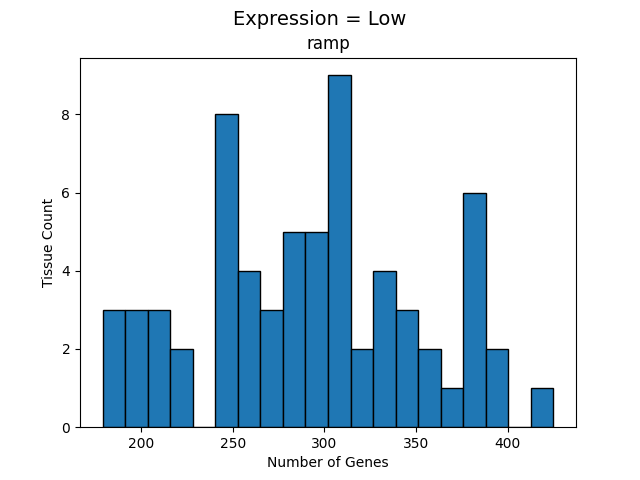 Expression = Low
ramp
8
6
4
2
0
Tissue Count
200 250 300 350 400
Number of Genes